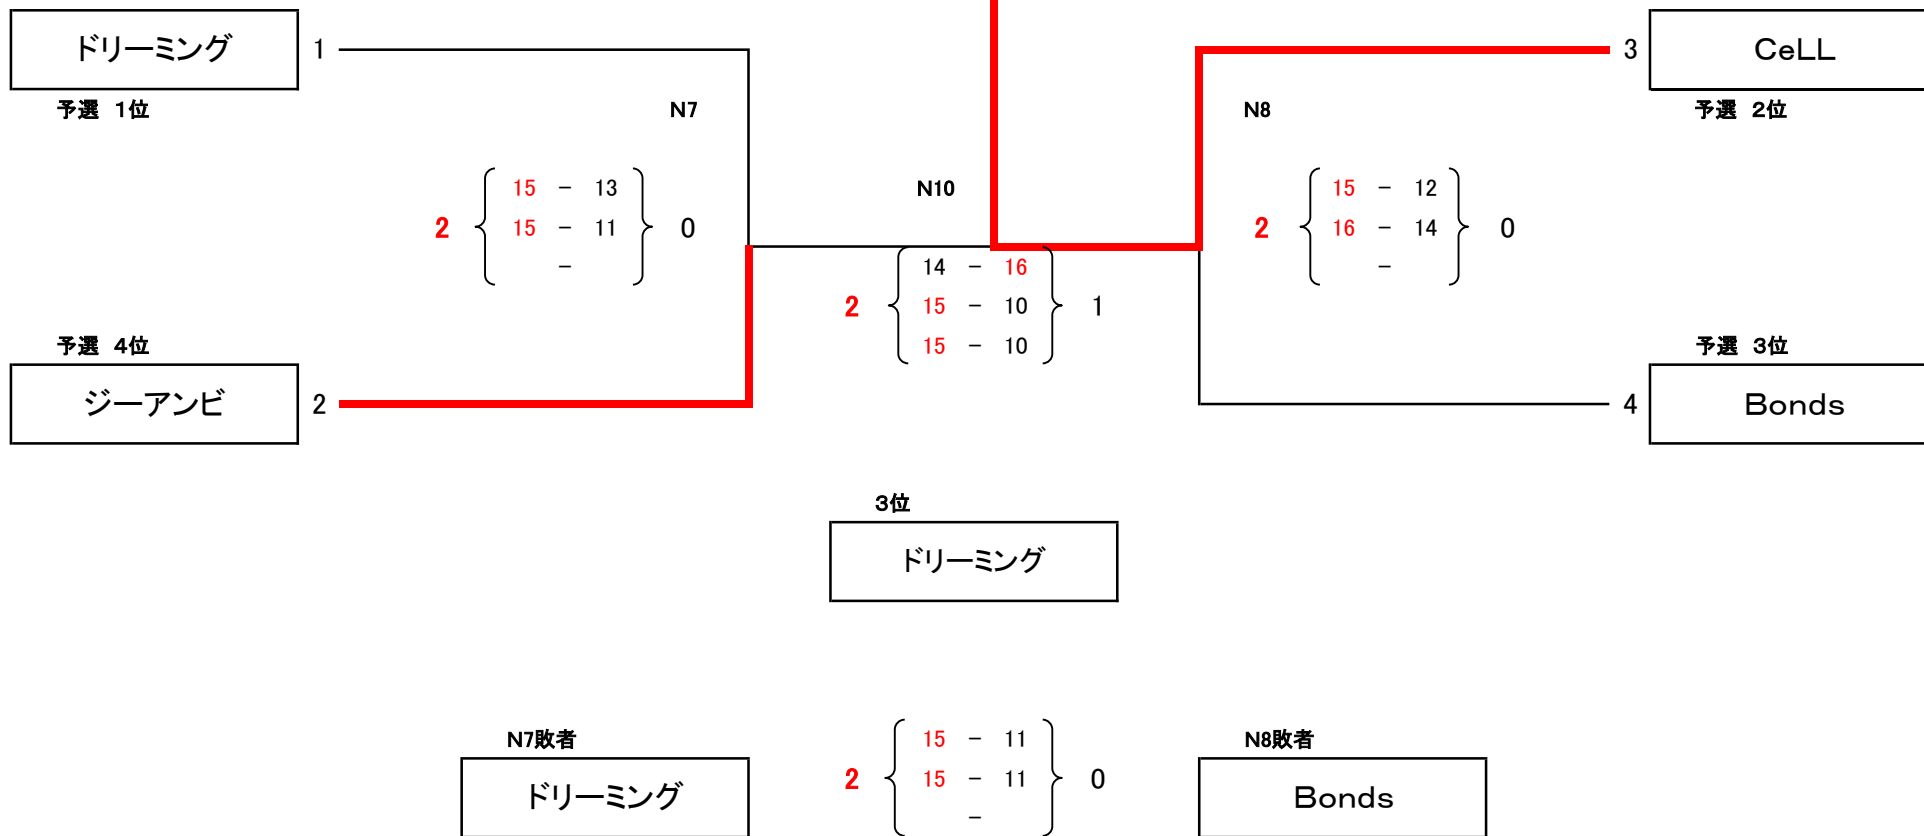 ドリーミング 1 3 CeLL
予選 1位 N7 N8 予選 2位
15 - 13 N10 15 - 12
2 15 - 11 0 2 16 - 14 0
- 14 - 16 -
2 15 - 10 1
予選 4位 15 - 10 予選 3位
ジーアンビ 2 4 Bonds
3位
ドリーミング
N7敗者 15 - 11 N8敗者
2 15 - 11 0
ドリーミング - Bonds